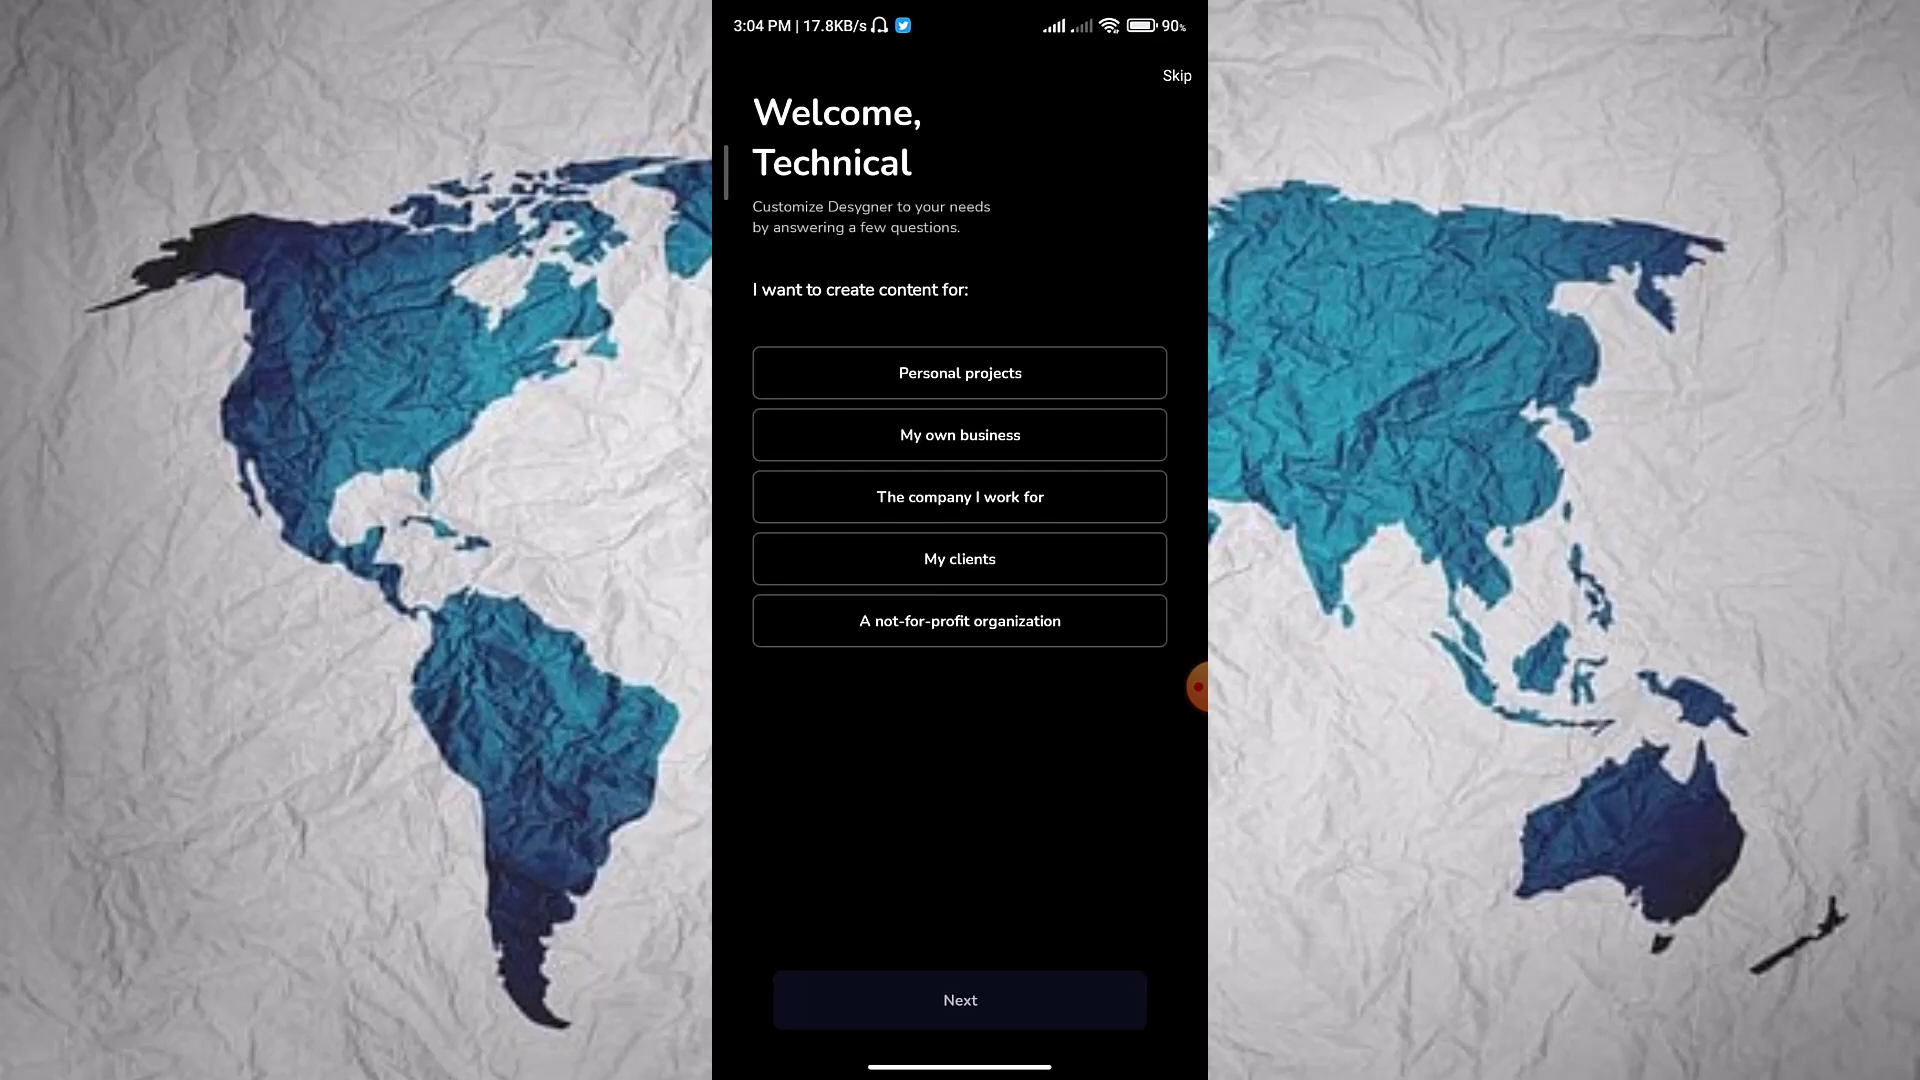 3:04 PM | 17.8KB/s 90%
Skip
Welcome,
Technical
Customize Desygner to your needs
by answering a few questions.
I want to create content for:
Personal projects
My own business
The company I work for
My clients
A not-for-profit organization
Next